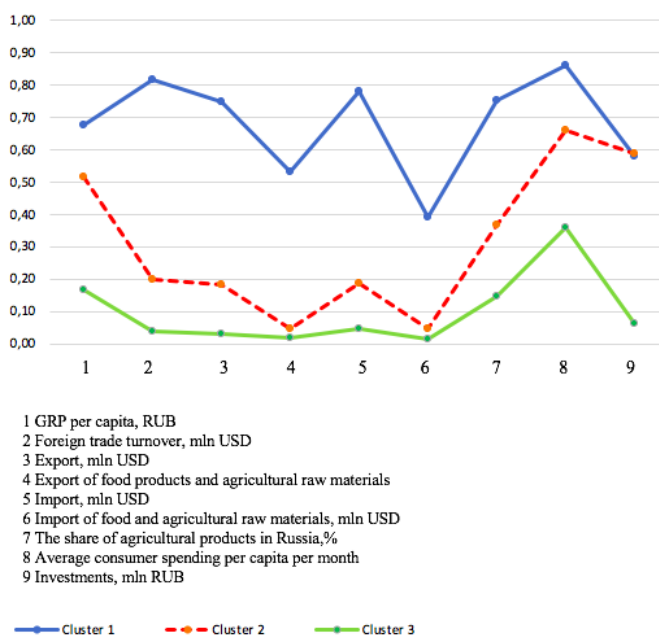 1,00
0,90
0,80
0,70
0,60
0,50
0,40
0,30
0,20
0,10
0,00
1 2 3 4 5 6 7 8 9
1 GRP per capita, RUB
2 Foreign trade turnover, mln USD
3 Export, mln USD
4 Export of food products and agricultural raw materials
5 Import, mln USD
6 Import of food and agricultural raw materials, mln USD
7 The share of agricultural products in Russia,%
8 Average consumer spending per capita per month
9 Investments, mln RUB
Cluster 1 Cluster 2 Cluster 3